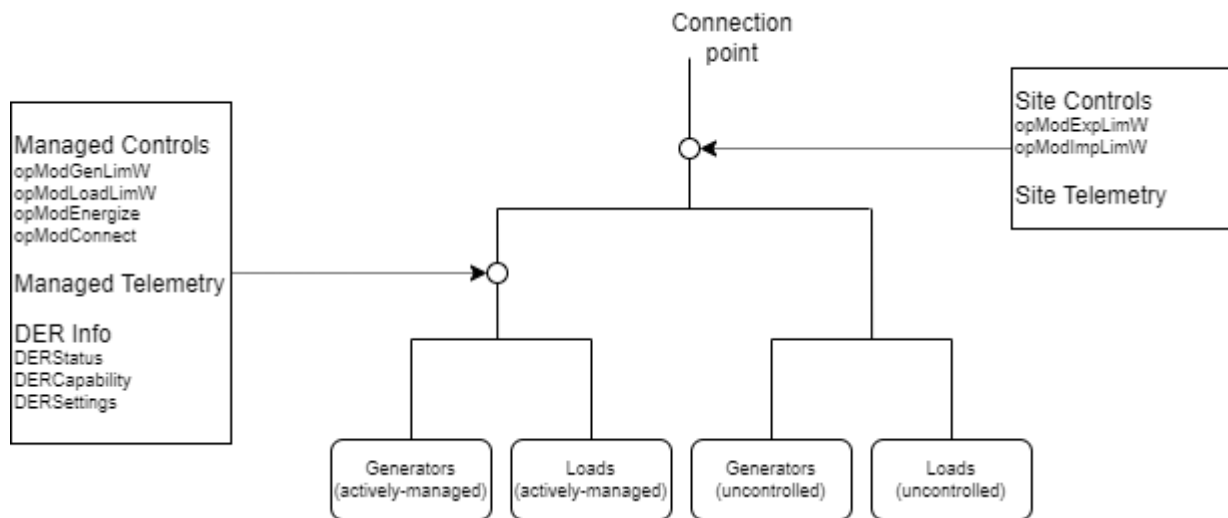 Connection
point
Managed Controls
opModGenLimW
opModLoadLimW
opModEnergize
opModConnect
Managed Telemetry
DER Info
DERStatus
DERCapability
DERSettings
Site Controls
opModExpLimW
opModImpLimW
Site Telemetry
Generators
(actively-managed)
Loads
(actively-managed)
Generators
(uncontrolled)
Loads
(uncontrolled)